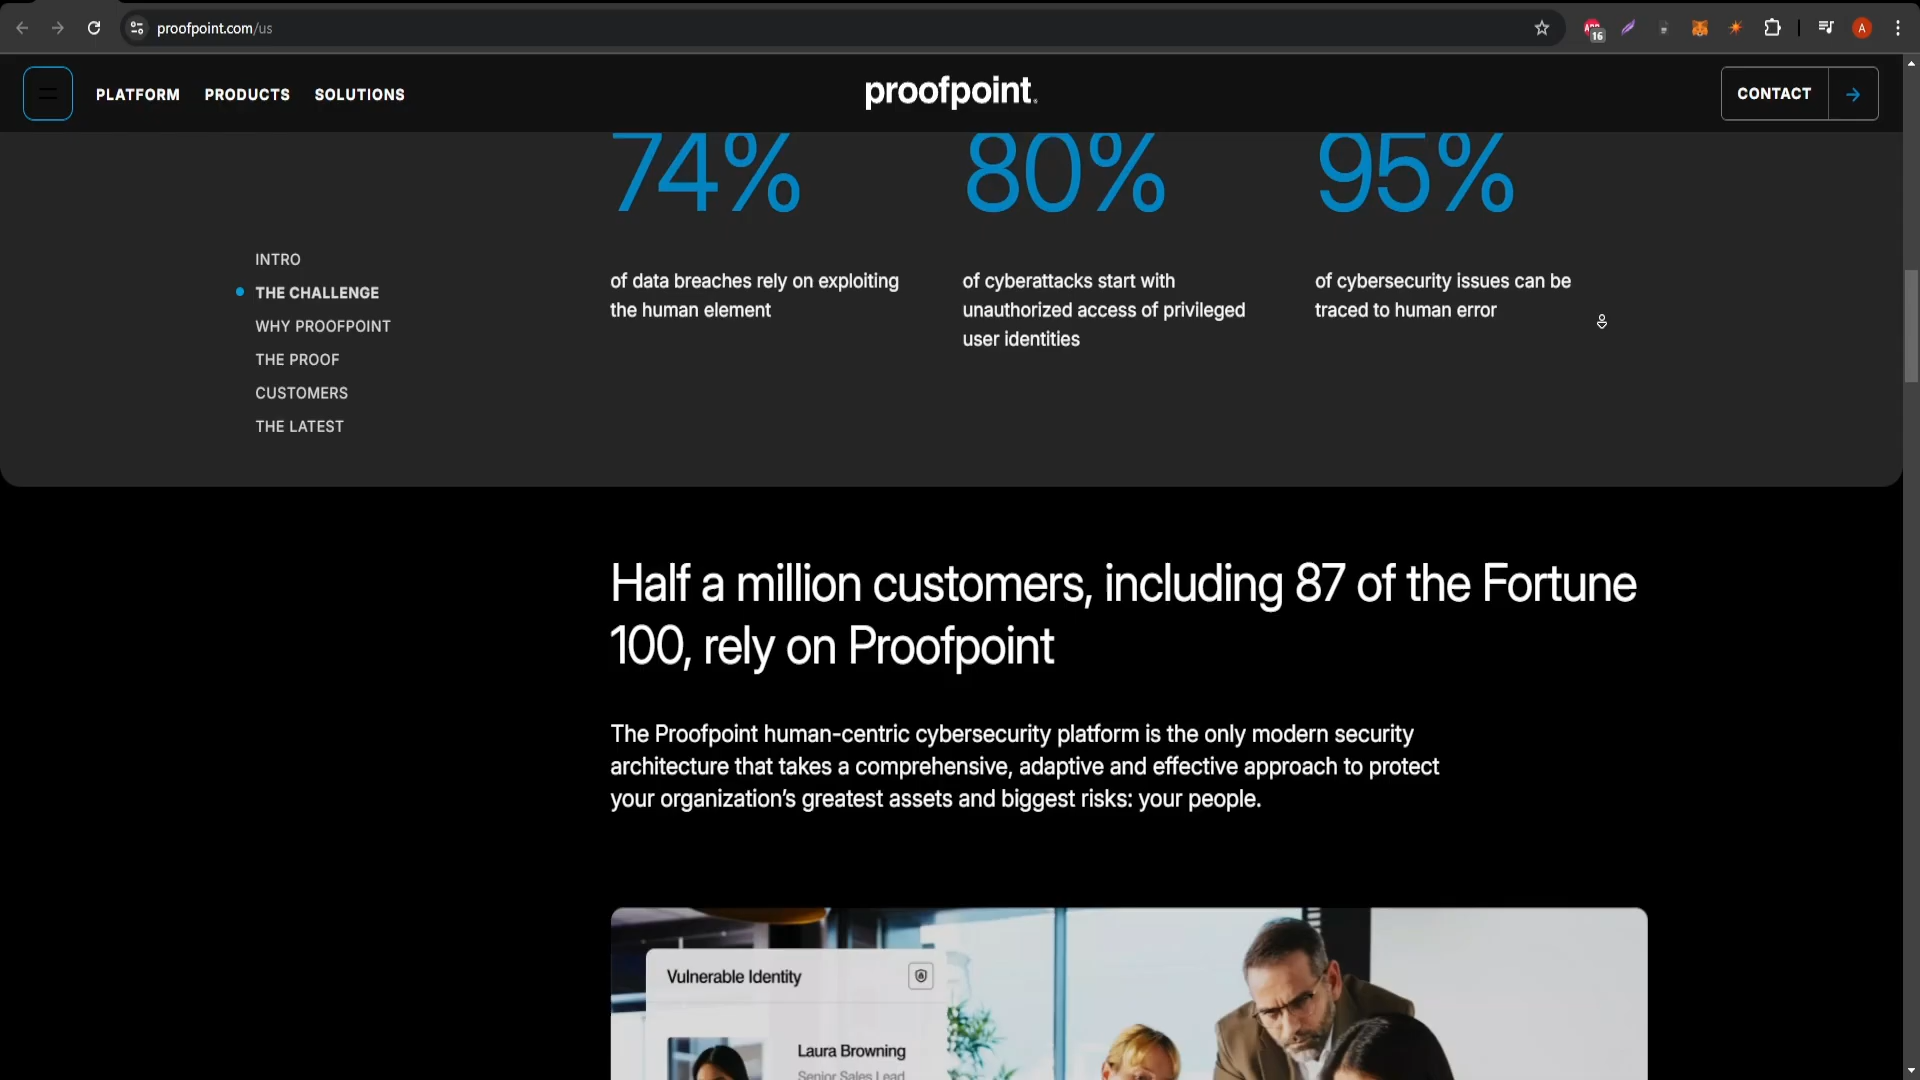 proofpoint.com/us
16
A
PLATFORM PRODUCTS SOLUTIONS
proofpoint.
CONTACT
74% 80% 95%
of data breaches rely on exploiting
the human element
of cyberattacks start with
unauthorized access of privileged
user identities
of cybersecurity issues can be
traced to human error
INTRO
THE CHALLENGE
WHY PROOFPOINT
THE PROOF
CUSTOMERS
THE LATEST
Half a million customers, including 87 of the Fortune
100, rely on Proofpoint
The Proofpoint human-centric cybersecurity platform is the only modern security
architecture that takes a comprehensive, adaptive and effective approach to protect
your organization’s greatest assets and biggest risks: your people.
Vulnerable Identity
Laura Browning
Senior Sales Lead